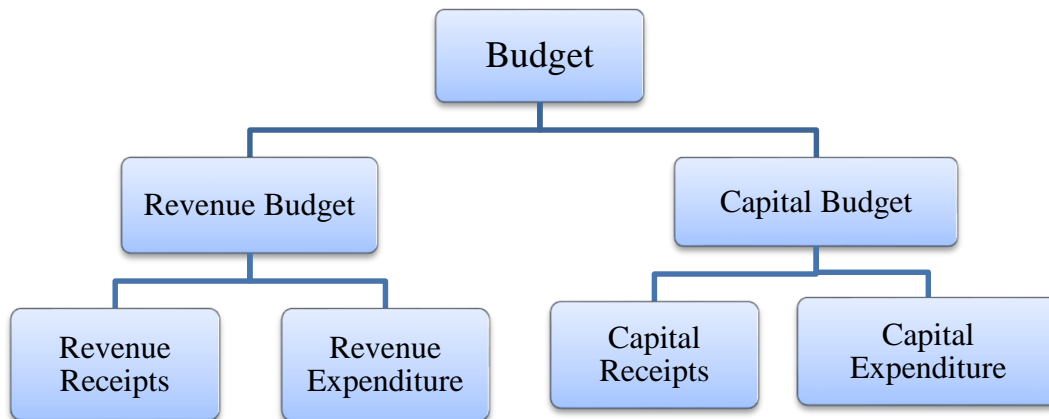 Budget
Revenue Budget
Capital Budget
Revenue
Receipts
Revenue
Expenditure
Capital
Receipts
Capital
Expenditure